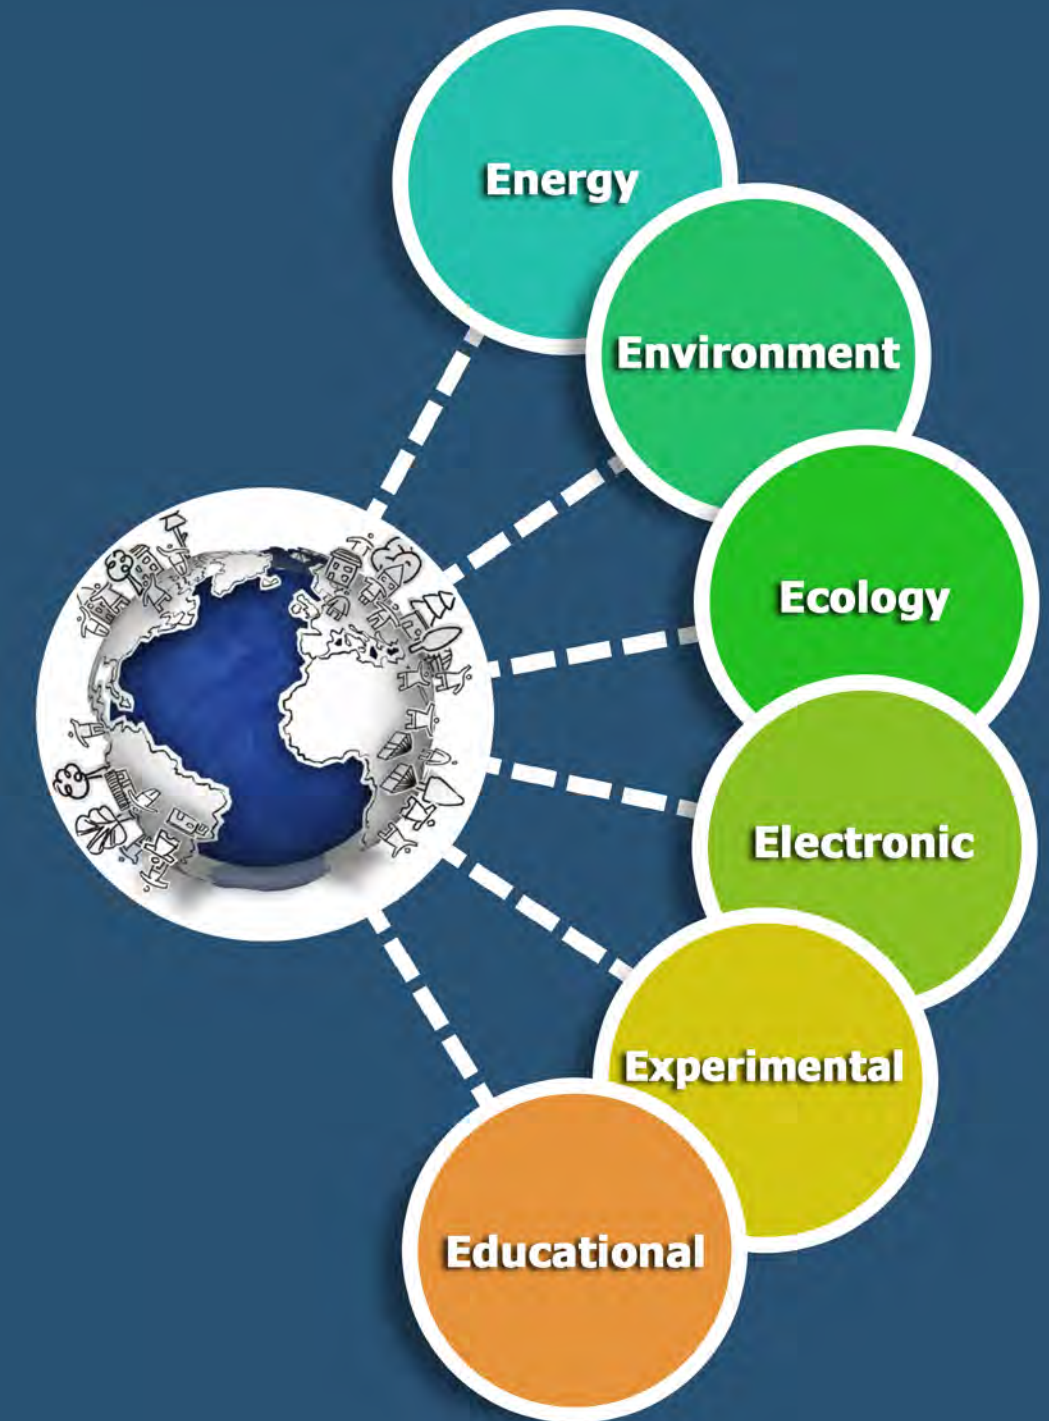 Energy
Environment
Ecology
Electronic
Experimental
Educational